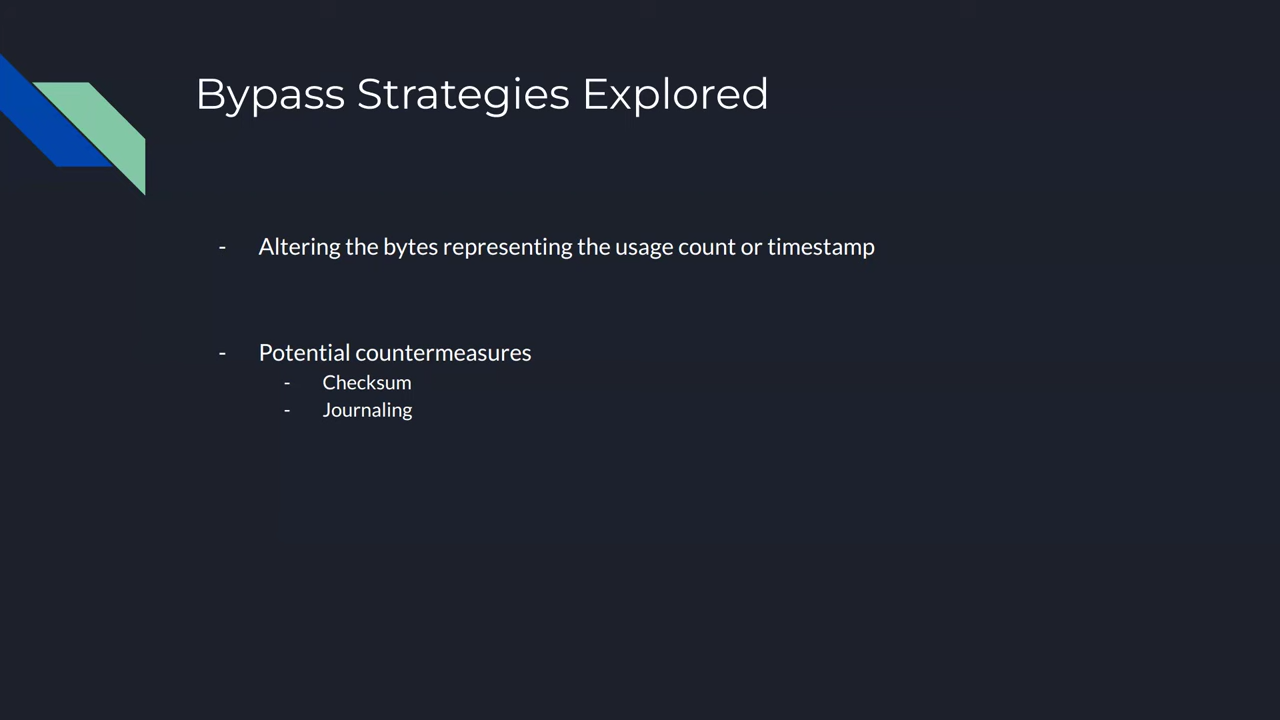 Bypass Strategies Explored
- Altering the bytes representing the usage count or timestamp
- Potential countermeasures
- Checksum
- Journaling